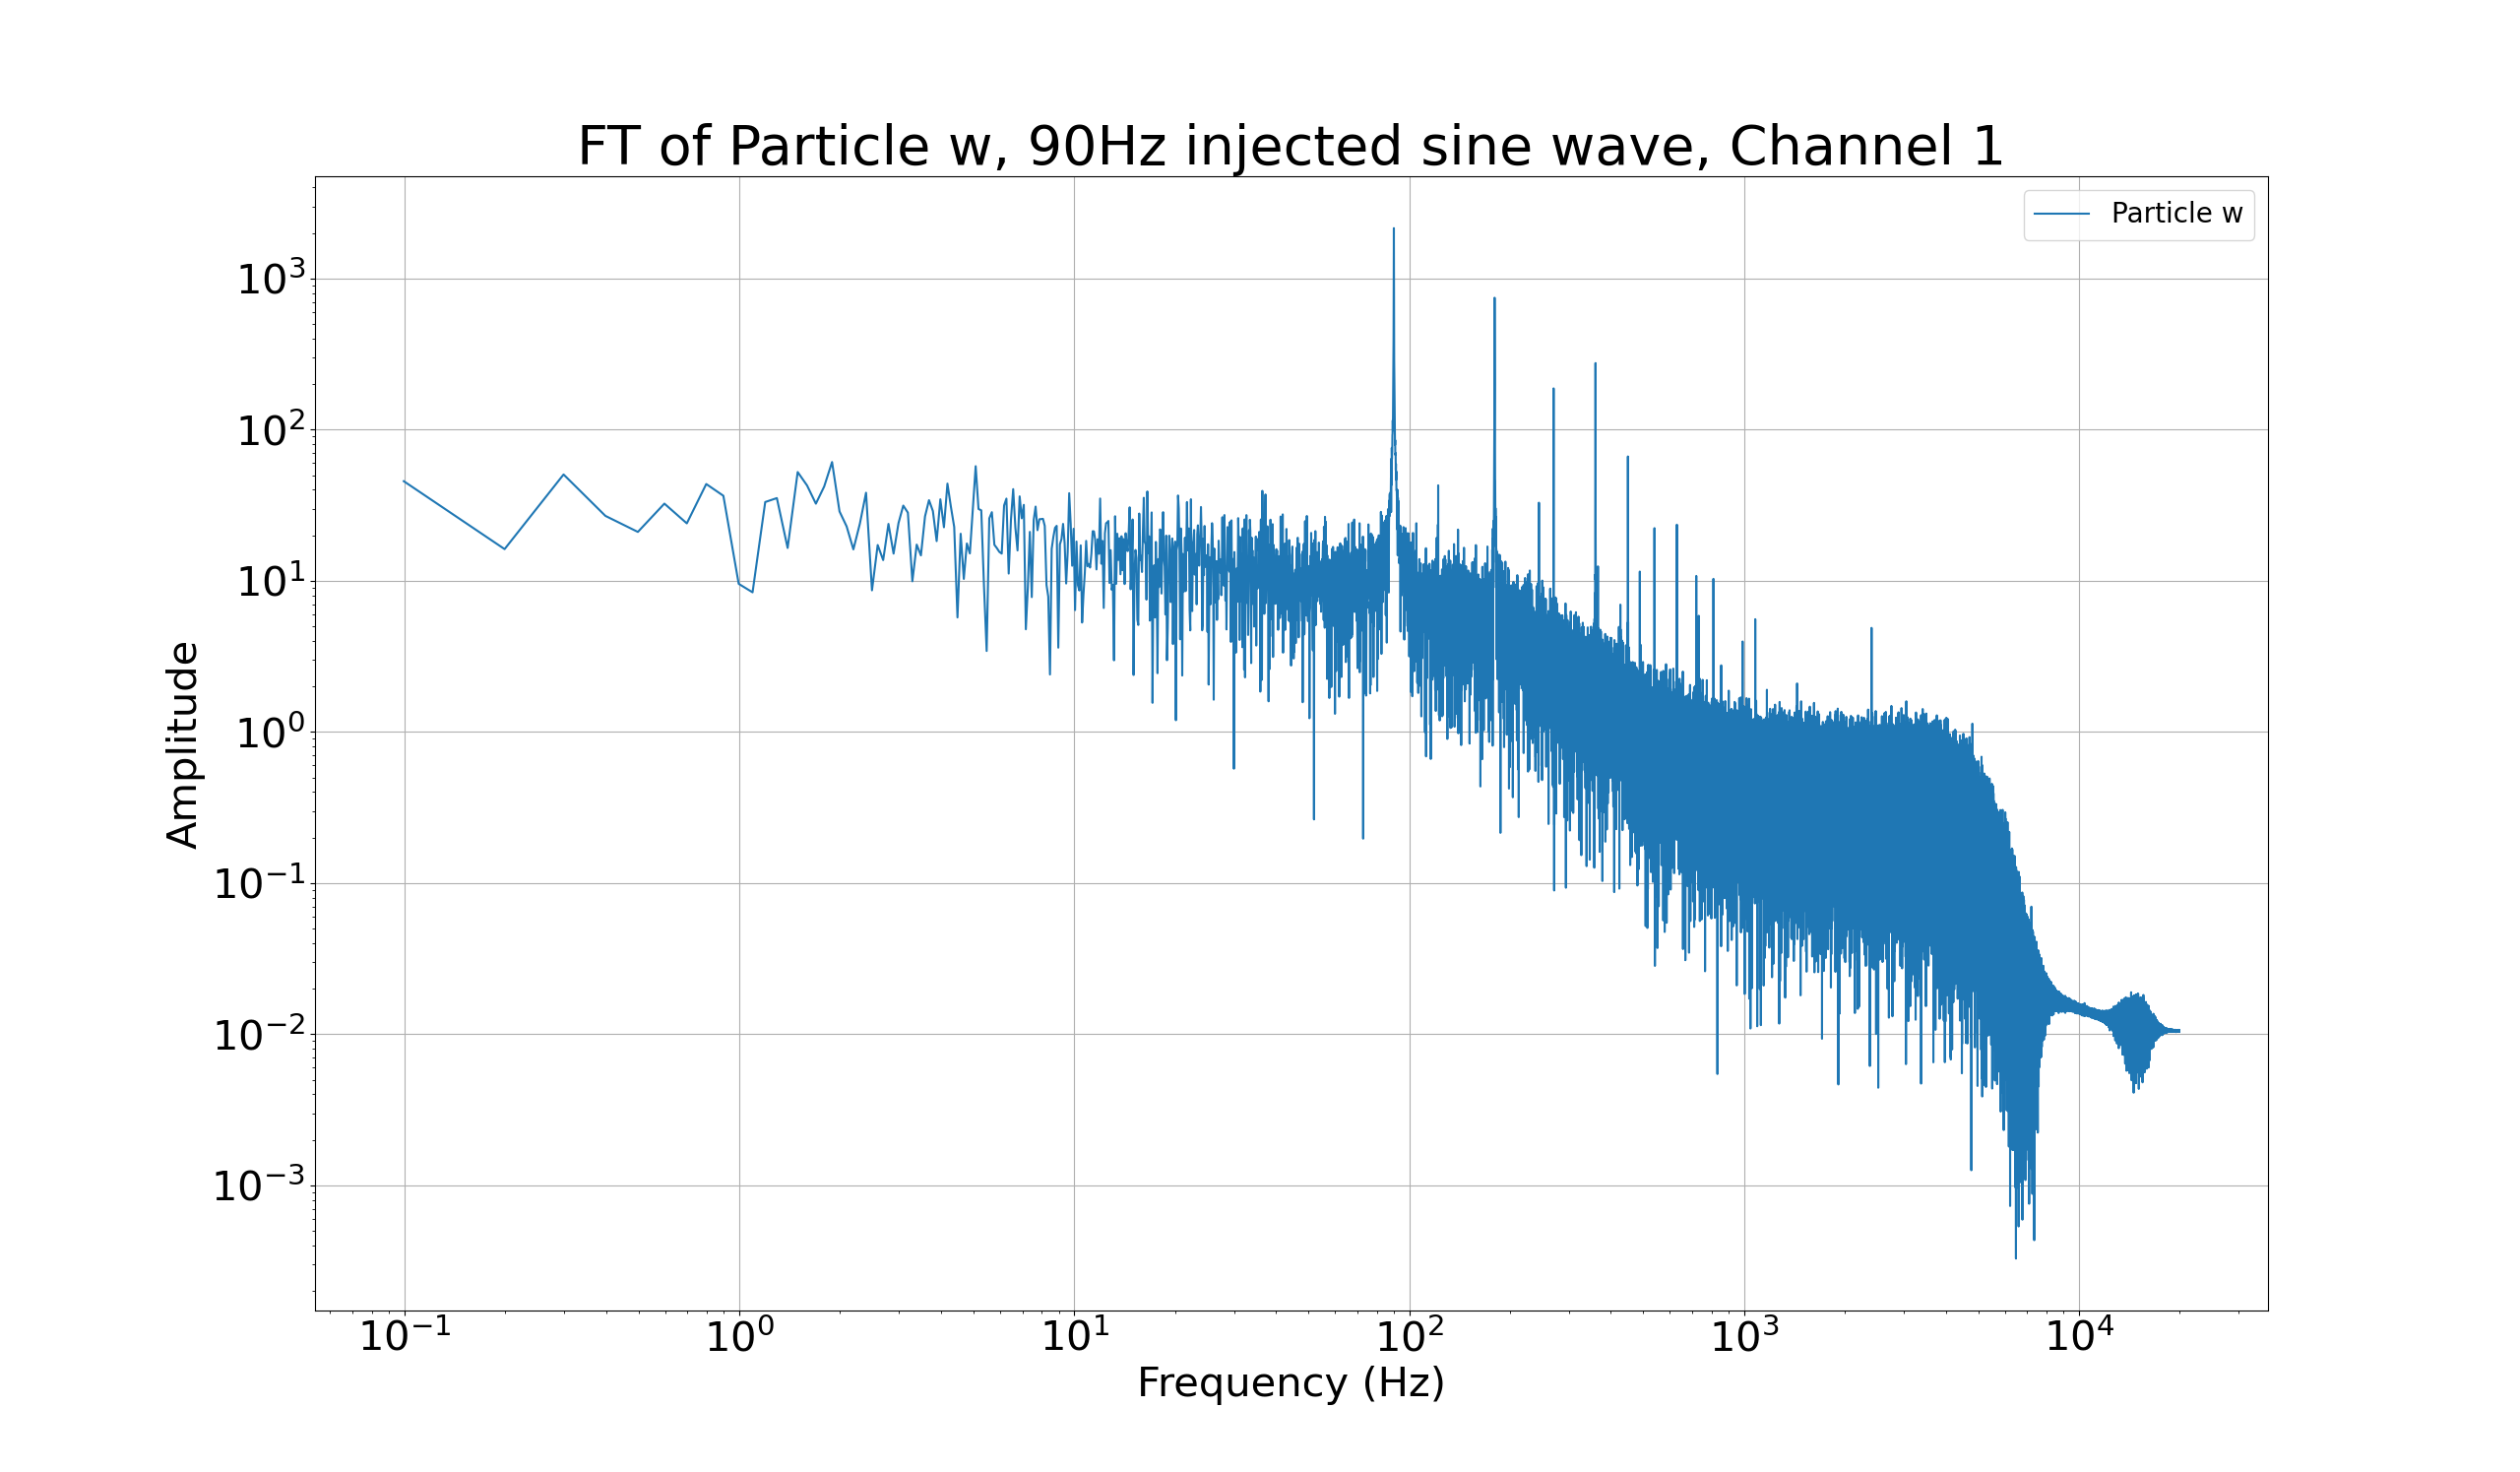 FT of Particle w, 90Hz injected sine wave, Channel 1
Particle w
10³
10²
10¹
10⁰
10⁻¹
10⁻²
10⁻³
Amplitude
10⁻¹ 10⁰ 10¹ 10² 10³ 10⁴
Frequency (Hz)